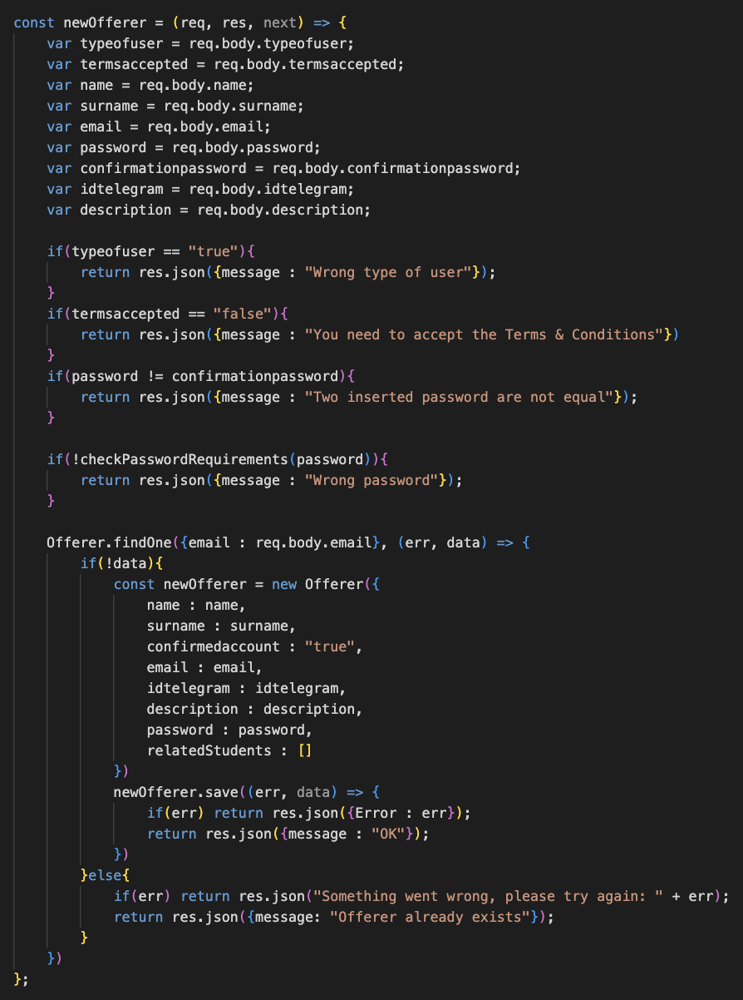 const newOfferer = (req, res, next) => {
    var typeofuser = req.body.typeofuser;
    var termsaccepted = req.body.termsaccepted;
    var name = req.body.name;
    var surname = req.body.surname;
    var email = req.body.email;
    var password = req.body.password;
    var confirmationpassword = req.body.confirmationpassword;
    var idtelegram = req.body.idtelegram;
    var description = req.body.description;

    if(typeofuser == "true"){
        return res.json({message : "Wrong type of user"});
    }
    if(termsaccepted == "false"){
        return res.json({message : "You need to accept the Terms & Conditions"})
    }
    if(password != confirmationpassword){
        return res.json({message : "Two inserted password are not equal"});
    }

    if(!checkPasswordRequirements(password)){
        return res.json({message : "Wrong password"});
    }

    Offerer.findOne({email : req.body.email}, (err, data) => {
        if(!data){
            const newOfferer = new Offerer({
                name : name,
                surname : surname,
                confirmedaccount : "true",
                email : email,
                idtelegram : idtelegram,
                description : description,
                password : password,
                relatedStudents : []
            })
            newOfferer.save((err, data) => {
                if(err) return res.json({Error : err});
                return res.json({message : "OK"});
            })
        }else{
            if(err) return res.json("Something went wrong, please try again: " + err);
            return res.json({message: "Offerer already exists"});
        }
    })
};